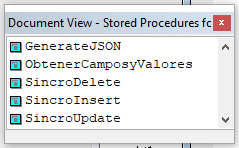 Document View - Stored Procedures fo
GenerateJSON
ObtenerCamposyValores
SincroDelete
SincroInsert
SincroUpdate